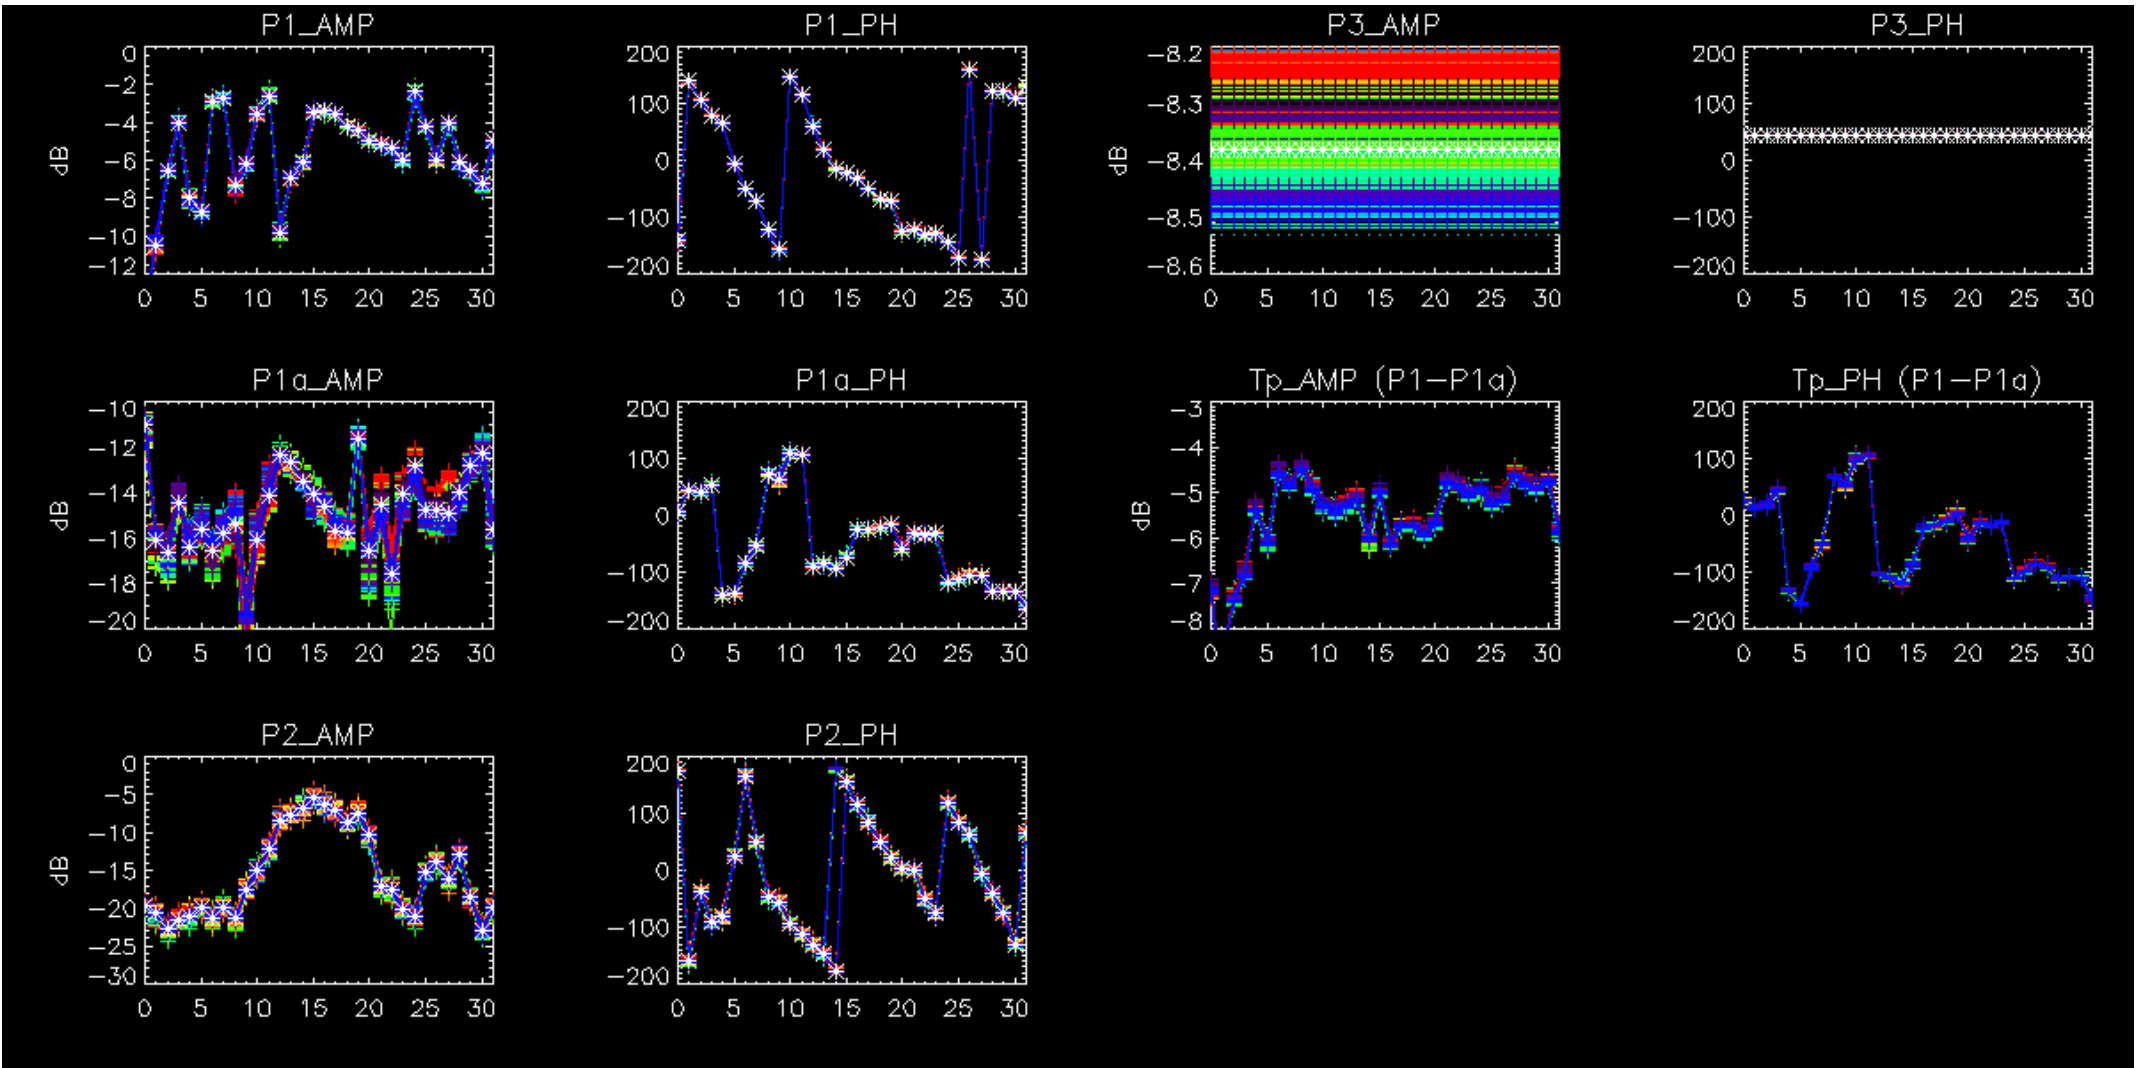 P1_AMP
0
−2
−4
−6
−8
−10
−12
dB
0 5 10 15 20 25 30
P1_PH
200
100
0
−100
−200
0 5 10 15 20 25 30
P3_AMP
−8.2
−8.3
−8.4
−8.5
−8.6
dB
0 5 10 15 20 25 30
P3_PH
200
100
0
−100
−200
0 5 10 15 20 25 30
P1a_AMP
−10
−12
−14
−16
−18
−20
dB
0 5 10 15 20 25 30
P1a_PH
200
100
0
−100
−200
0 5 10 15 20 25 30
Tp_AMP (P1−P1a)
−3
−4
−5
−6
−7
−8
dB
0 5 10 15 20 25 30
Tp_PH (P1−P1a)
200
100
0
−100
−200
0 5 10 15 20 25 30
P2_AMP
0
−5
−10
−15
−20
−25
−30
dB
0 5 10 15 20 25 30
P2_PH
200
100
0
−100
−200
0 5 10 15 20 25 30